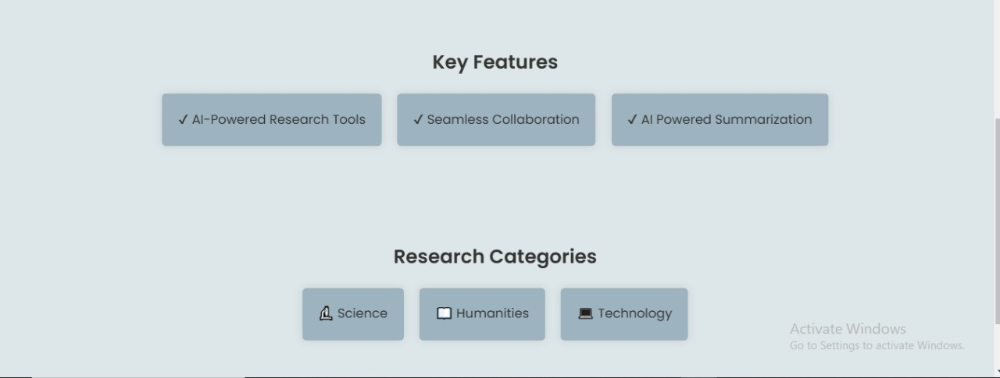 Key Features
✓ AI-Powered Research Tools
✓ Seamless Collaboration
✓ AI Powered Summarization
Research Categories
🔬 Science
📖 Humanities
💻 Technology
Activate Windows
Go to Settings to activate Windows.